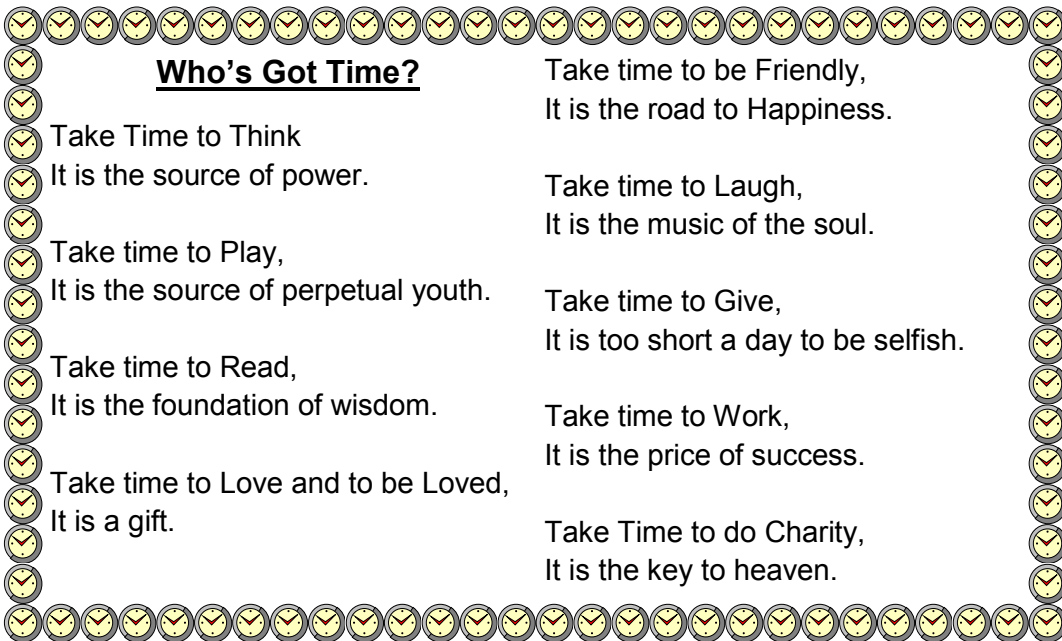 Who's Got Time?
Take Time to Think
It is the source of power.
Take time to Play,
It is the source of perpetual youth.
Take time to Read,
It is the foundation of wisdom.
Take time to Love and to be Loved,
It is a gift.
Take time to be Friendly,
It is the road to Happiness.
Take time to Laugh,
It is the music of the soul.
Take time to Give,
It is too short a day to be selfish.
Take time to Work,
It is the price of success.
Take Time to do Charity,
It is the key to heaven.